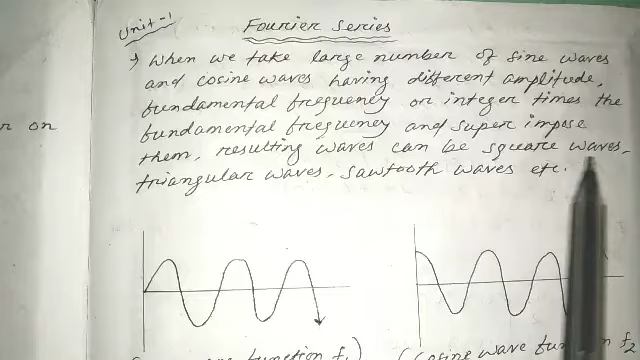 Unit-1
Fourier Series
→ When we take large number of sine waves
and cosine waves having different amplitude,
fundamental frequency or integer times the
fundamental frequency and super impose
them, resulting waves can be square waves,
triangular waves, sawtooth waves etc.
on
function f1)
(cosine wave function f2